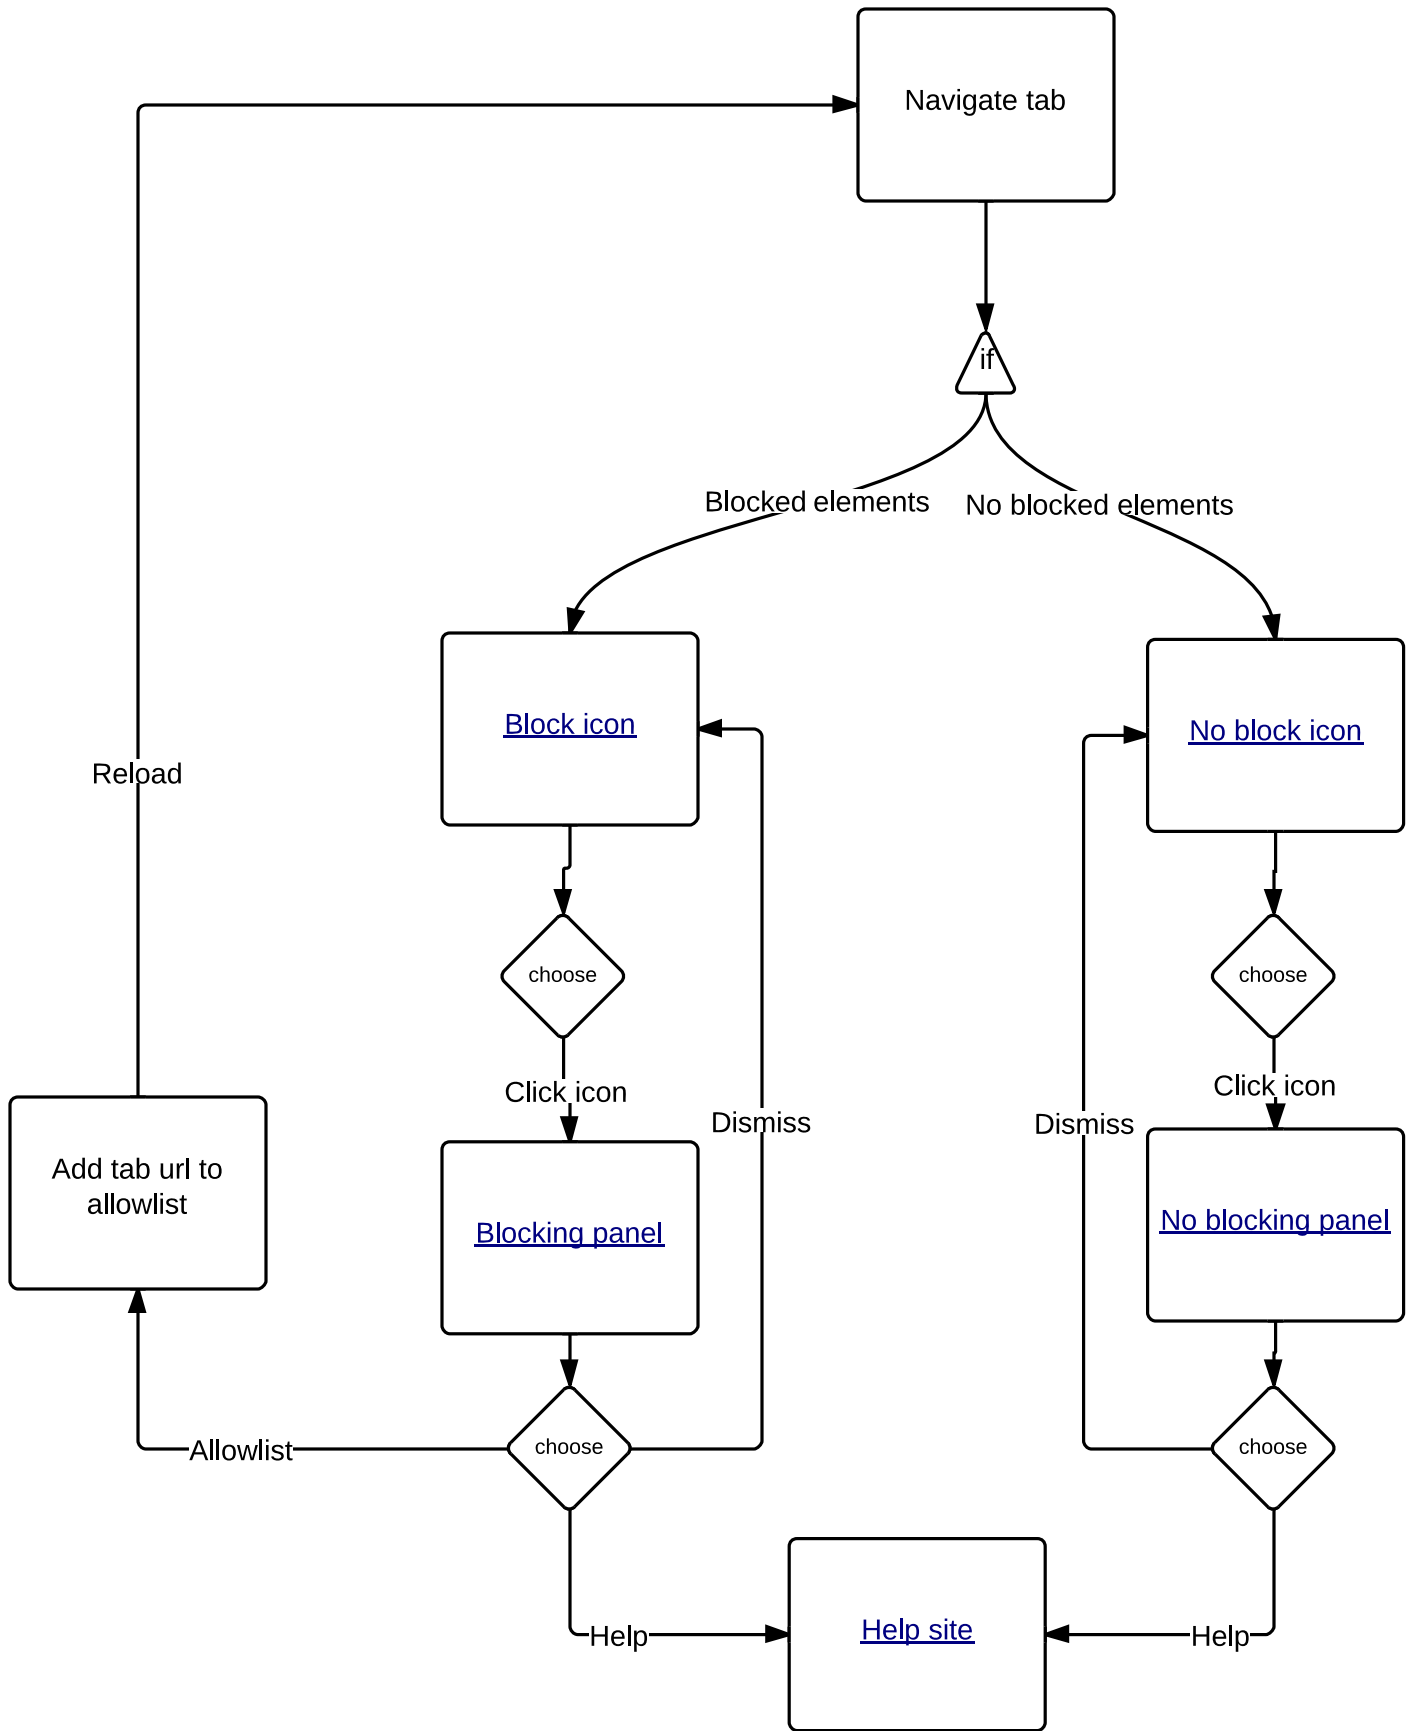 Navigate tab
if
Blocked elements
No blocked elements
Block icon
No block icon
Reload
choose
choose
Click icon
Click icon
Dismiss
Dismiss
Add tab url to
allowlist
Blocking panel
No blocking panel
Allowlist
choose
choose
Help site
Help
Help